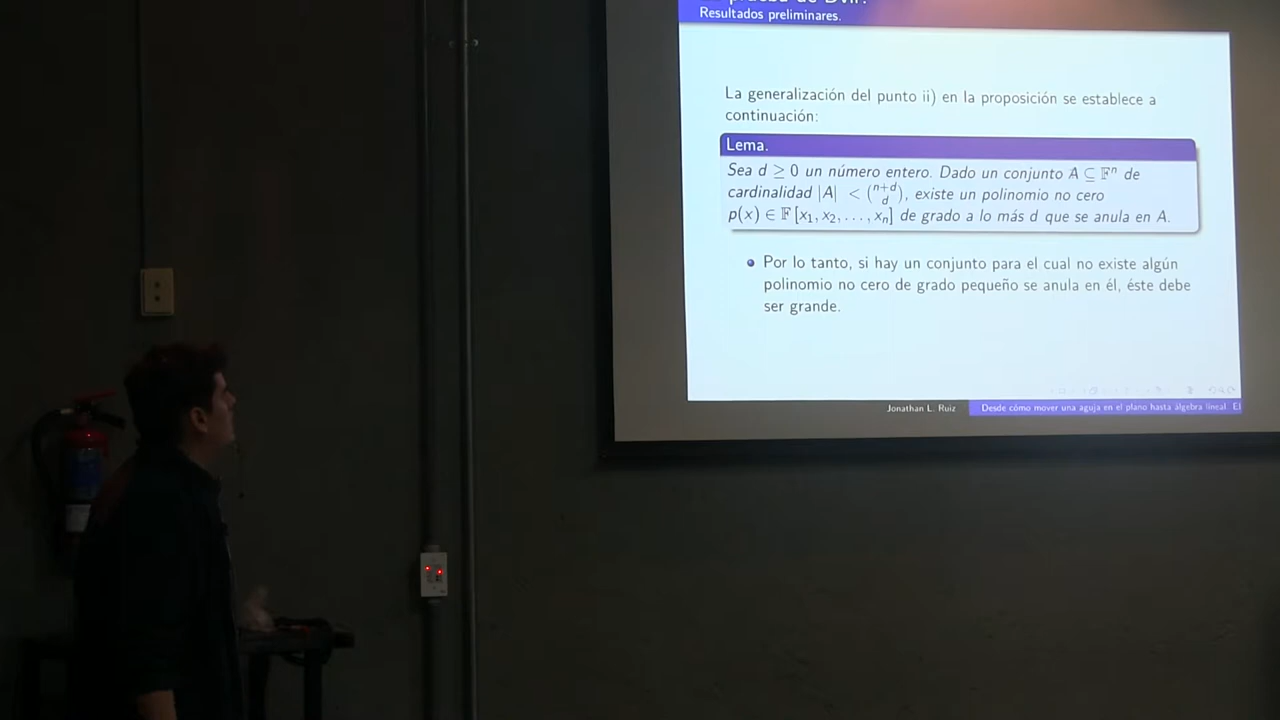 prueba de Dvir.
Resultados preliminares.
La generalización del punto ii) en la proposición se establece a
continuación:
Lema.
Sea d ≥ 0 un número entero. Dado un conjunto A ⊆ 𝔽ⁿ de
cardinalidad |A| < (n+d d), existe un polinomio no cero
p(x) ∈ 𝔽[x₁, x₂, . . . , xₙ] de grado a lo más d que se anula en A.
Por lo tanto, si hay un conjunto para el cual no existe algún
polinomio no cero de grado pequeño se anula en él, éste debe
ser grande.
Jonathan L. Ruiz
Desde cómo mover una aguja en el plano hasta álgebra lineal. El